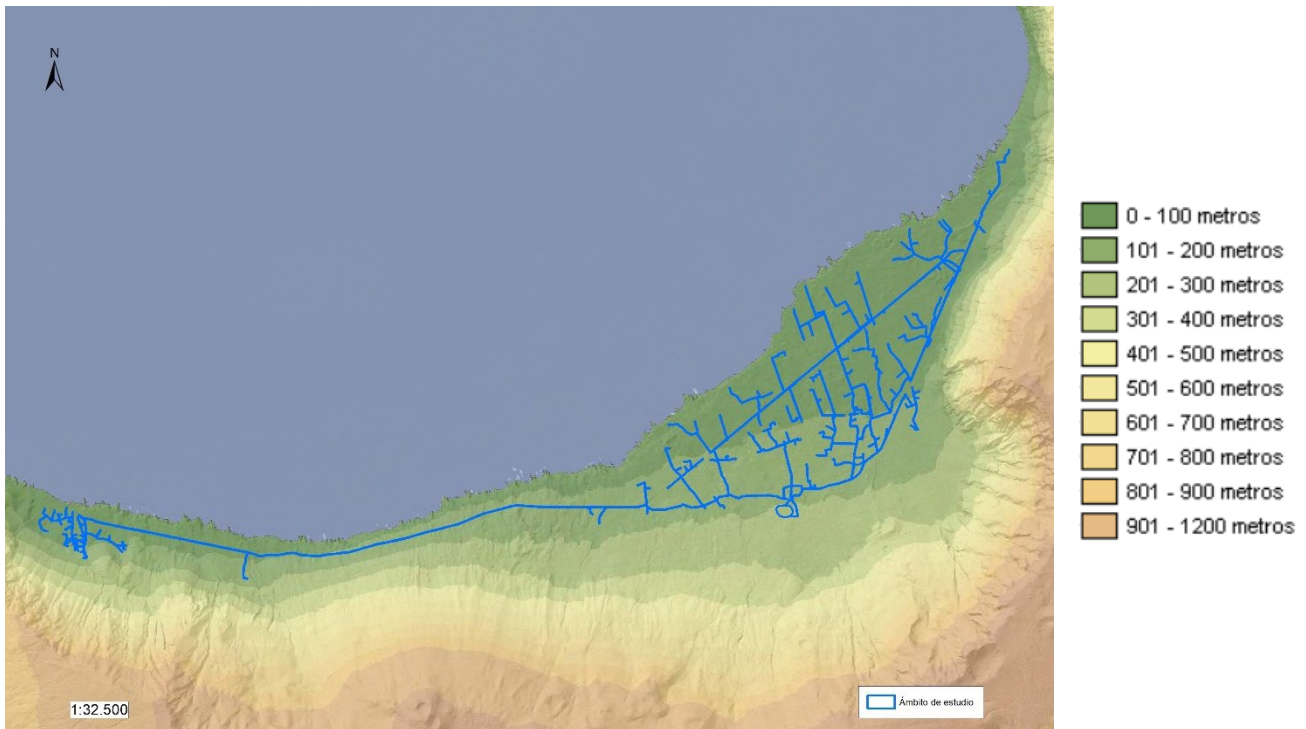 N
0 - 100 metros
101 - 200 metros
201 - 300 metros
301 - 400 metros
401 - 500 metros
501 - 600 metros
601 - 700 metros
701 - 800 metros
801 - 900 metros
901 - 1200 metros
1:32.500
Ámbito de estudio